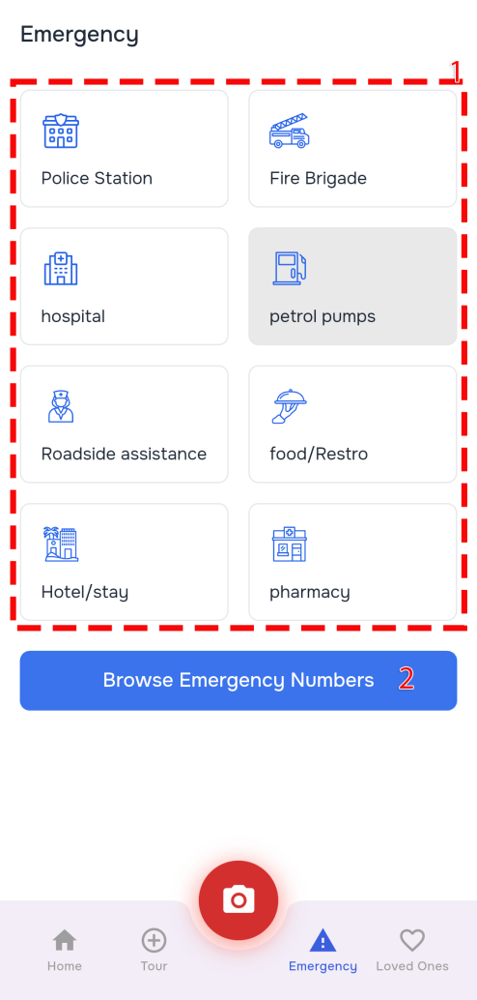 Emergency
1
Police Station
Fire Brigade
hospital
petrol pumps
Roadside assistance
food/Restro
Hotel/stay
pharmacy
Browse Emergency Numbers 2
Home
Tour
Emergency
Loved Ones